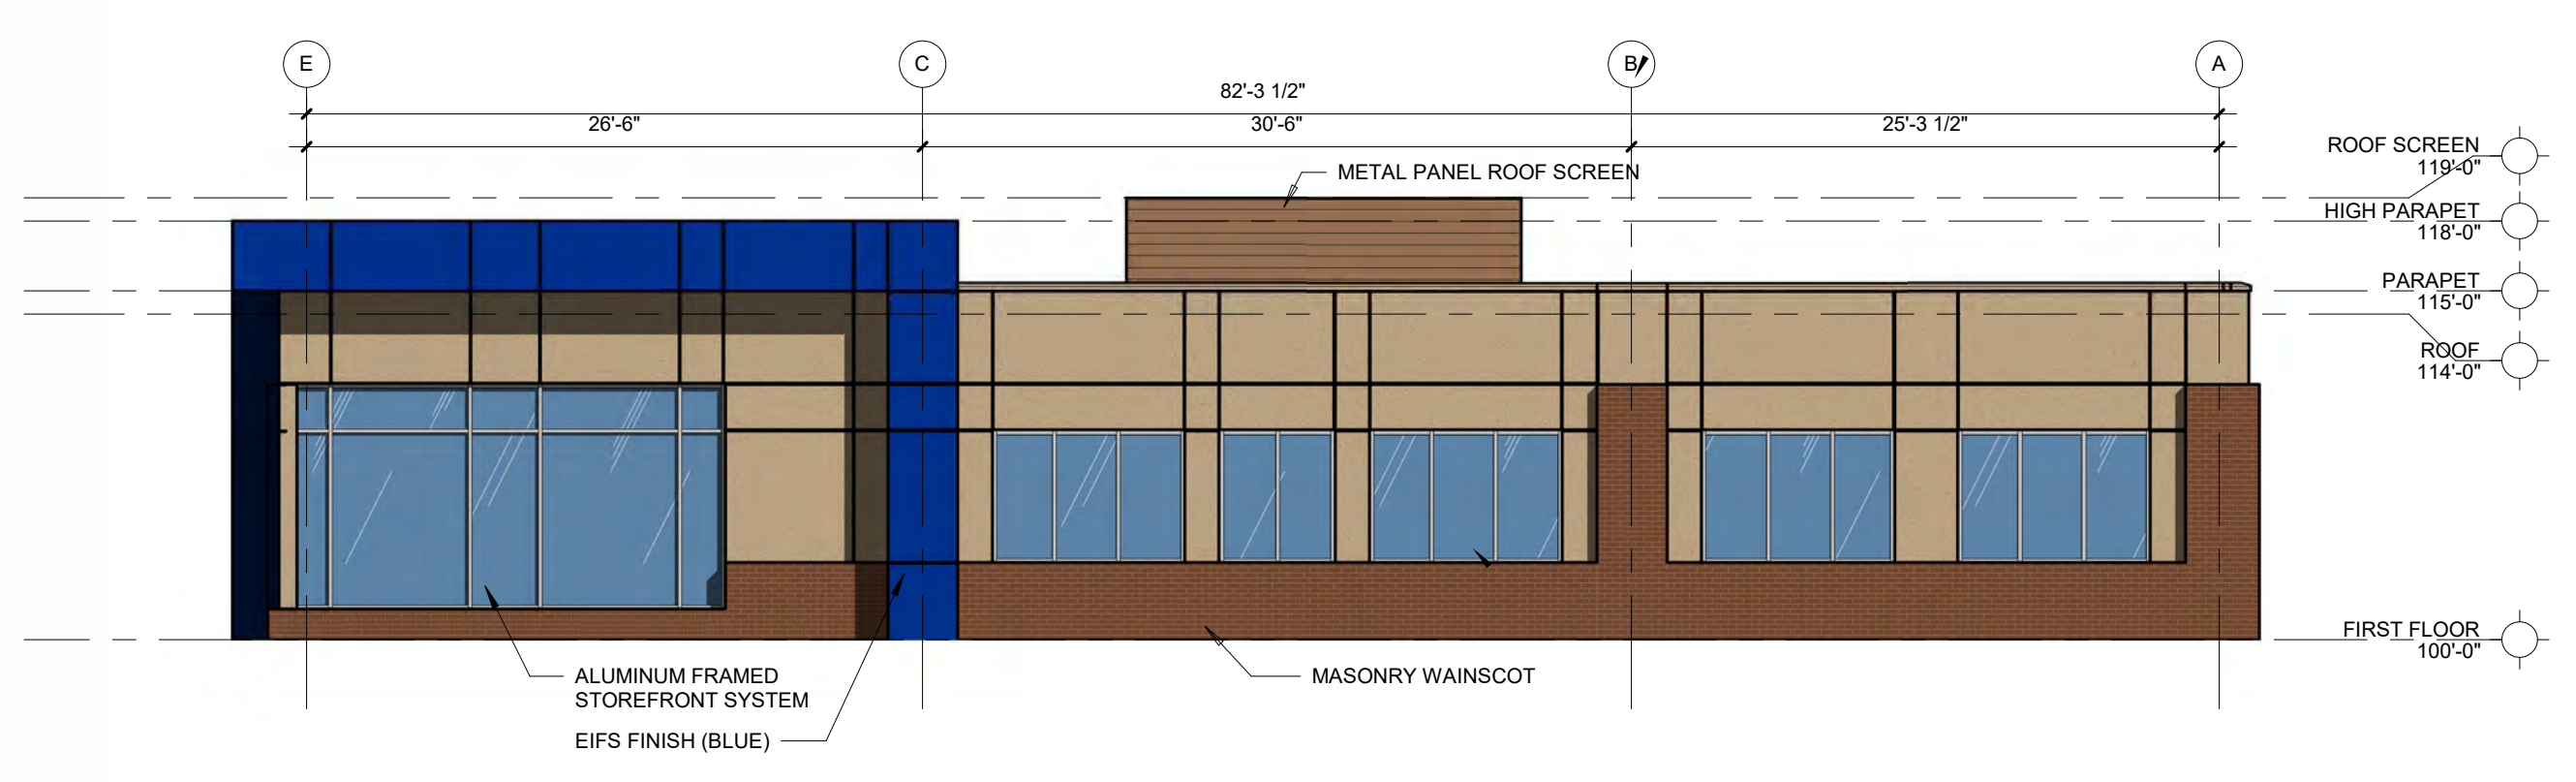 E
C
B
A
82'-3 1/2"
26'-6"
30'-6"
25'-3 1/2"
METAL PANEL ROOF SCREEN
ROOF SCREEN
119'-0"
HIGH PARAPET
118'-0"
PARAPET
115'-0"
ROOF
114'-0"
FIRST FLOOR
100'-0"
ALUMINUM FRAMED
STOREFRONT SYSTEM
EIFS FINISH (BLUE)
MASONRY WAINSCOT